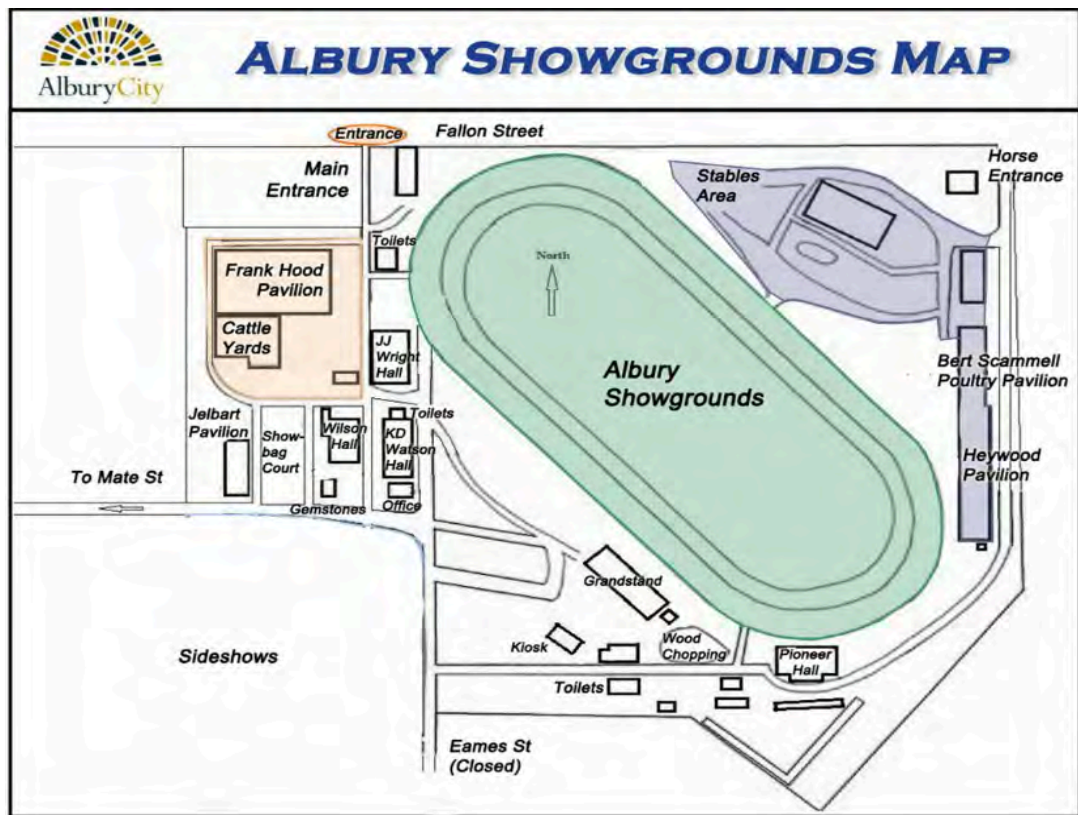 AlburyCity
ALBURY SHOWGROUNDS MAP
Entrance
Fallon Street
Main
Entrance
Stables
Area
Horse
Entrance
Toilets
North
Frank Hood
Pavilion
Cattle
Yards
JJ
Wright
Hall
Albury
Showgrounds
Bert Scammell
Poultry Pavilion
Jelbart
Pavilion
Show-
bag
Court
Wilson
Hall
Toilets
KD
Watson
Hall
Heywood
Pavilion
To Mate St
Gemstones
Office
Grandstand
Kiosk
Wood
Chopping
Pioneer
Hall
Sideshows
Toilets
Eames St
(Closed)